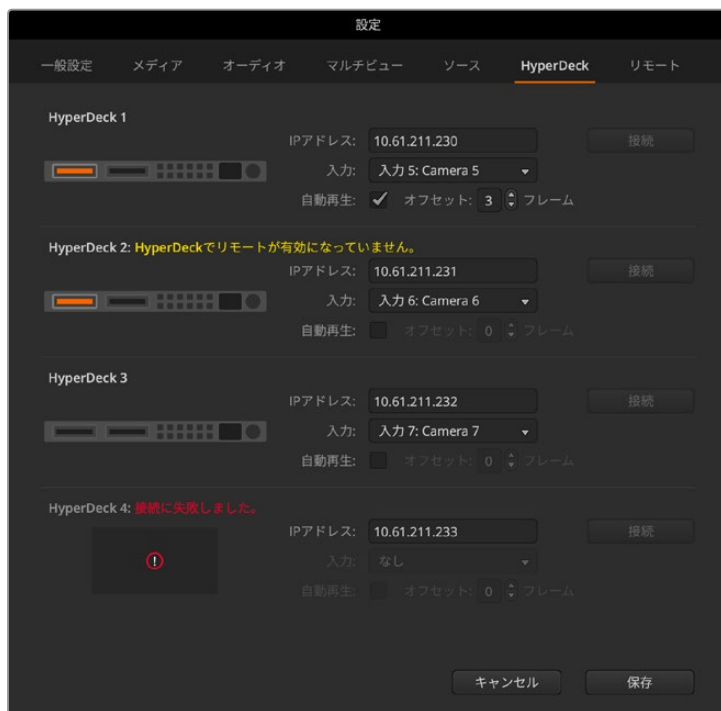 設定
一般設定 メディア オーディオ マルチビュー ソース HyperDeck リモート
HyperDeck 1
IPアドレス: 10.61.211.230 接続
入力: 入力 5: Camera 5
自動再生: オフセット: 3 フレーム
HyperDeck 2: HyperDeckでリモートが有効になっていません。
IPアドレス: 10.61.211.231 接続
入力: 入力 6: Camera 6
自動再生: オフセット: 0 フレーム
HyperDeck 3
IPアドレス: 10.61.211.232 接続
入力: 入力 7: Camera 7
自動再生: オフセット: 0 フレーム
HyperDeck 4: 接続に失敗しました。
IPアドレス: 10.61.211.233 接続
入力: なし
自動再生: オフセット: 0 フレーム
キャンセル 保存